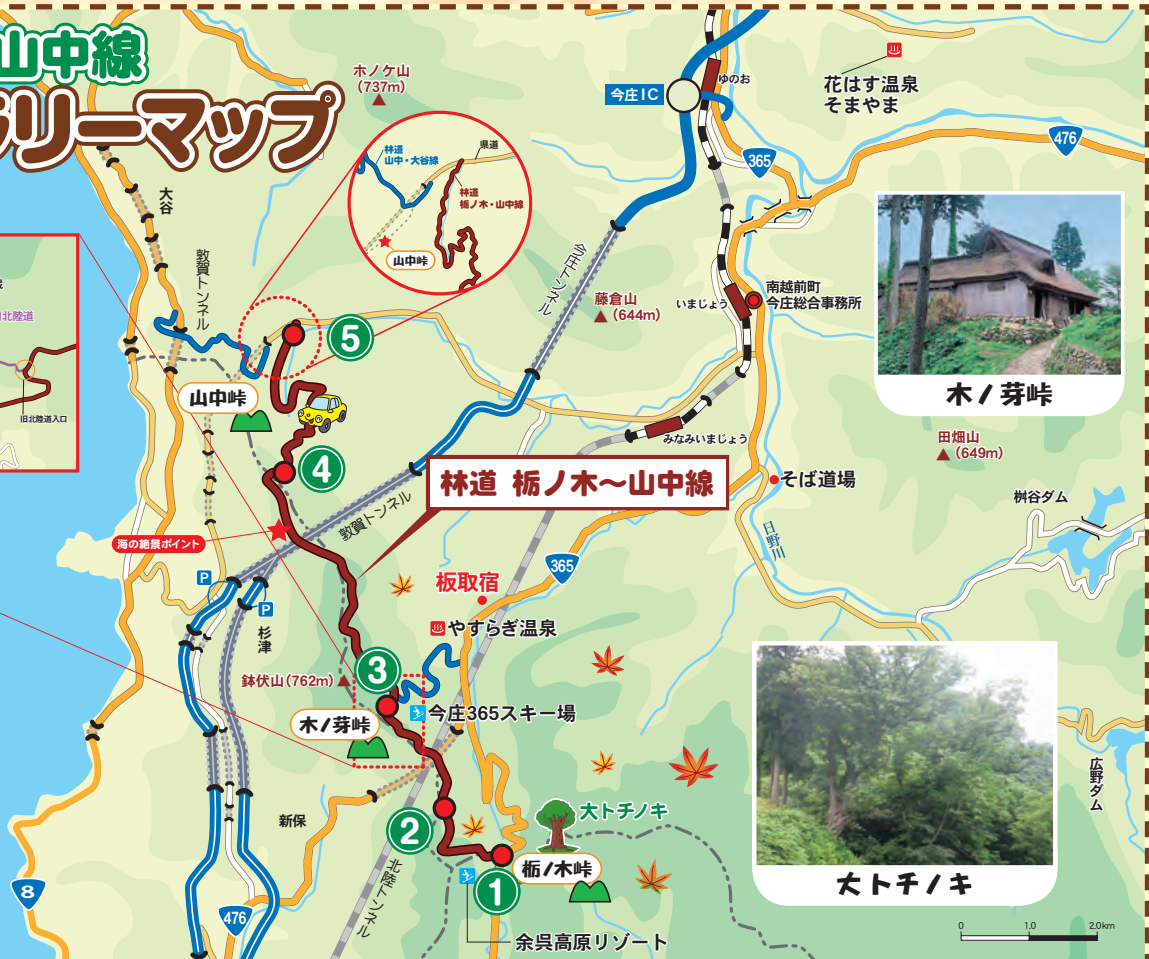 山中線
リーマップ
ホノケ山
(737m)
今庄IC
ゆのお
花はす温泉
そまやま
476
365
林道
山中・大谷線
県道
林道
栃ノ木・山中線
山中峠
大谷
敦賀トンネル
今庄トンネル
藤倉山
(644m)
いまじょう
南越前町
今庄総合事務所
木ノ芽峠
北陸道
旧北陸道入口
5
山中峠
みなみいまじょう
田畑山
(649m)
4
林道 栃ノ木〜山中線
そば道場
桝谷ダム
敦賀トンネル
海の絶景ポイント
日野川
365
P
P
板取宿
杉津
やすらぎ温泉
3
鉢伏山(762m)
今庄365スキー場
木ノ芽峠
広野ダム
新保
2
大トチノキ
栃ノ木峠
1
北陸トンネル
大トチノキ
8
476
余呉高原リゾート
0 1.0 2.0km